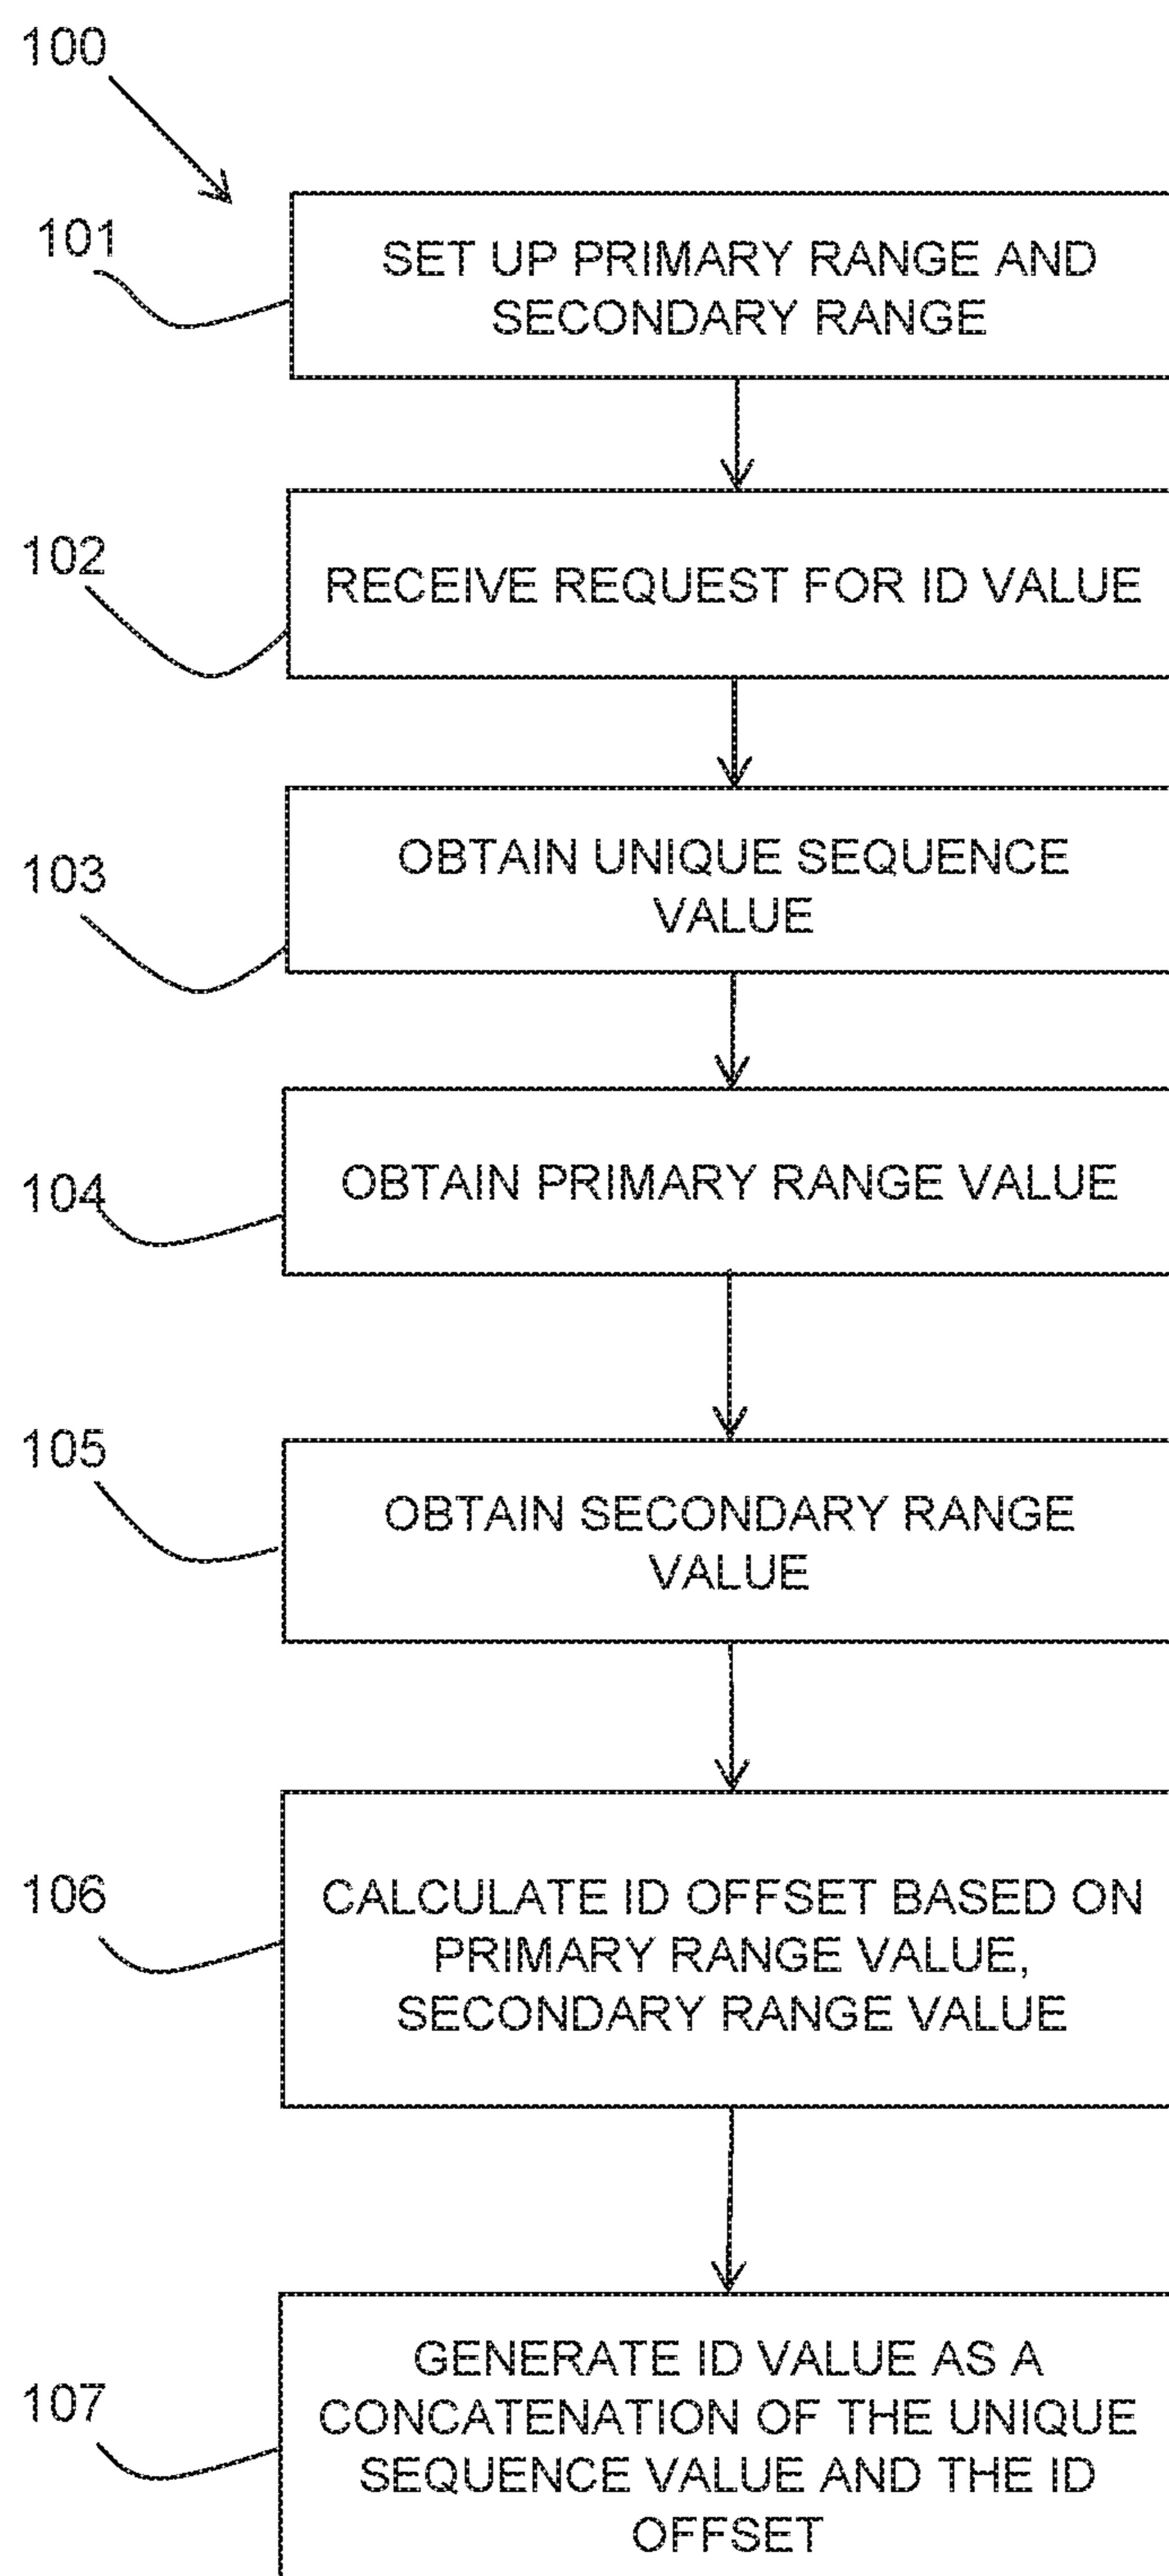 100
101
SET UP PRIMARY RANGE AND
SECONDARY RANGE
102
RECEIVE REQUEST FOR ID VALUE
103
OBTAIN UNIQUE SEQUENCE
VALUE
104
OBTAIN PRIMARY RANGE VALUE
105
OBTAIN SECONDARY RANGE
VALUE
106
CALCULATE ID OFFSET BASED ON
PRIMARY RANGE VALUE,
SECONDARY RANGE VALUE
107
GENERATE ID VALUE AS A
CONCATENATION OF THE UNIQUE
SEQUENCE VALUE AND THE ID
OFFSET